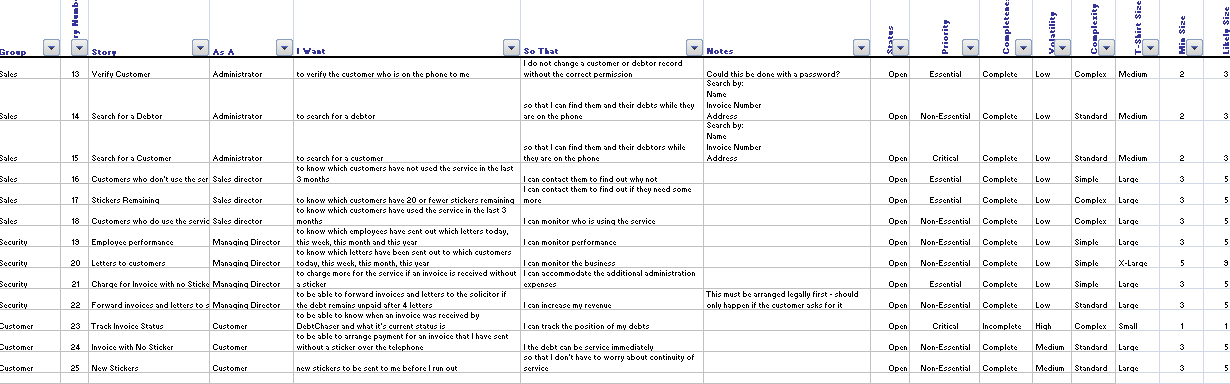 Group Story As A I Want So That Notes Status Priority Volatility Complexity T-Shirt Size Min Size Likely Size
I do not change a customer or debtor record
Sales 13 Verify Customer Administrator to verify the customer who is on the phone to me without the correct permission Could this be done with a password? Open Essential Complete Low Complex Medium 2 3
Search by:
Name
so that I can find them and their debts while they Invoice Number
Sales 14 Search for a Debtor Administrator to search for a debtor are on the phone Address Open Non-Essential Complete Low Standard Medium 2 3
Search by:
Name
so that I can find them and their debtors while Invoice Number
Sales 15 Search for a Customer Administrator to search for a customer they are on the phone Address Open Critical Complete Low Standard Medium 2 3
to know which customers have not used the service in the last
Sales 16 Customers who don't use the ser Sales director 3 months I can contact them to find out why not Open Essential Complete Low Simple Large 3 5
I can contact them to find out if they need some
Sales 17 Stickers Remaining Sales director to know which customers have 20 or fewer stickers remaining more Open Essential Complete Low Simple Large 3 5
to know which customers have used the service in the last 3
Sales 18 Customers who do use the servic Sales director months I can monitor who is using the service Open Non-Essential Complete Low Complex Large 3 5
to know which employees have sent out which letters today,
Security 19 Employee performance Managing Director this week, this month and this year I can monitor performance Open Non-Essential Complete Low Simple Large 3 5
to know which letters have been sent out to which customers
Security 20 Letters to customers Managing Director today, this week, this month, this year I can monitor the business Open Non-Essential Complete Low Simple X-Large 5 9
to charge more for the service if an invoice is received without I can accommodate the additional administration
Security 21 Charge for Invoice with no Sticke Managing Director a sticker expenses Open Essential Complete Low Simple Large 3 5
to be able to forward invoices and letters to the solicitor if This must be arranged legally first - should
Security 22 Forward invoices and letters to s Managing Director the debt remains unpaid after 4 letters I can increase my revenue only happen if the customer asks for it Open Non-Essential Complete Low Standard Large 3 5
to be able to know when an invoice was received by
Customer 23 Track Invoice Status Customer DebtChaser and what it's current status is I can track the position of my debts Open Critical Incomplete High Complex Small 1 1
to be able to arrange payment for an invoice that I have sent
Customer 24 Invoice with No Sticker Customer without a sticker over the telephone I the debt can be service immediately Open Non-Essential Complete Medium Standard Large 3 5
so that I don't have to worry about continuity of
Customer 25 New Stickers Customer new stickers to be sent to me before I run out service Open Non-Essential Complete Medium Standard Large 3 5